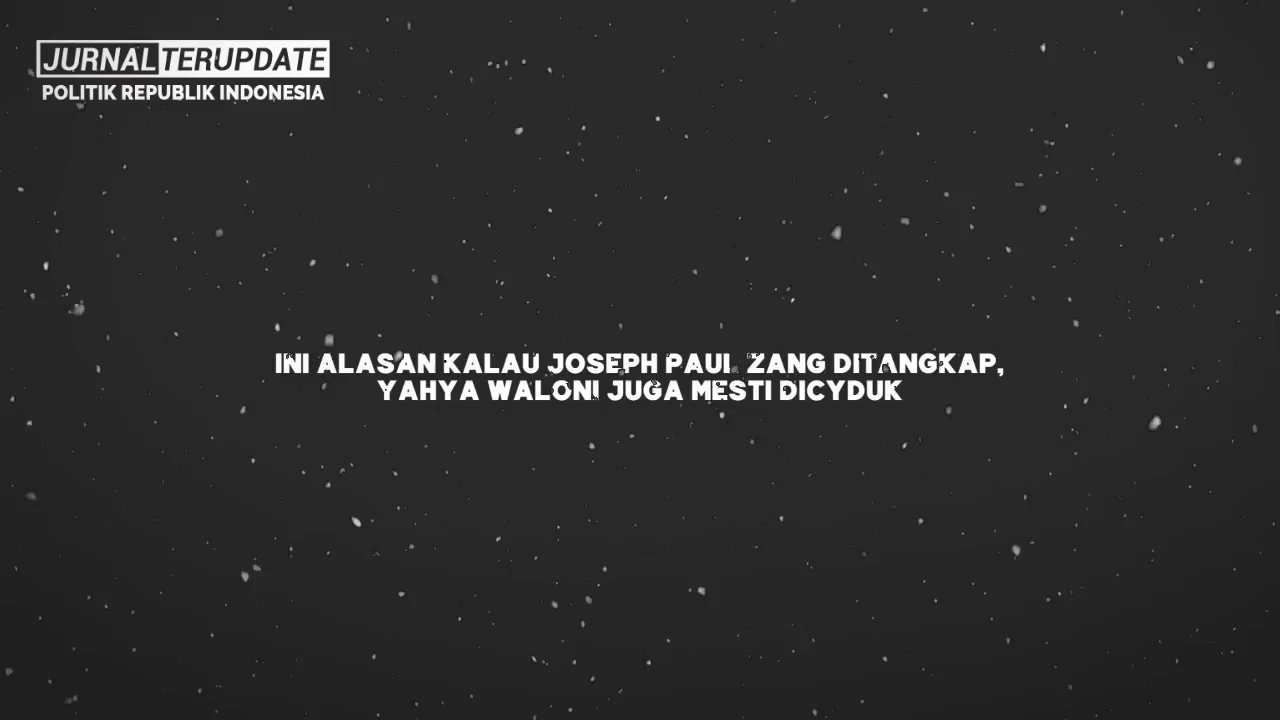 JURNALTERUPDATE
POLITIK REPUBLIK INDONESIA
INI ALASAN KALAU JOSEPH PAUL ZANG DITANGKAP,
YAHYA WALONI JUGA MESTI DICYDUK